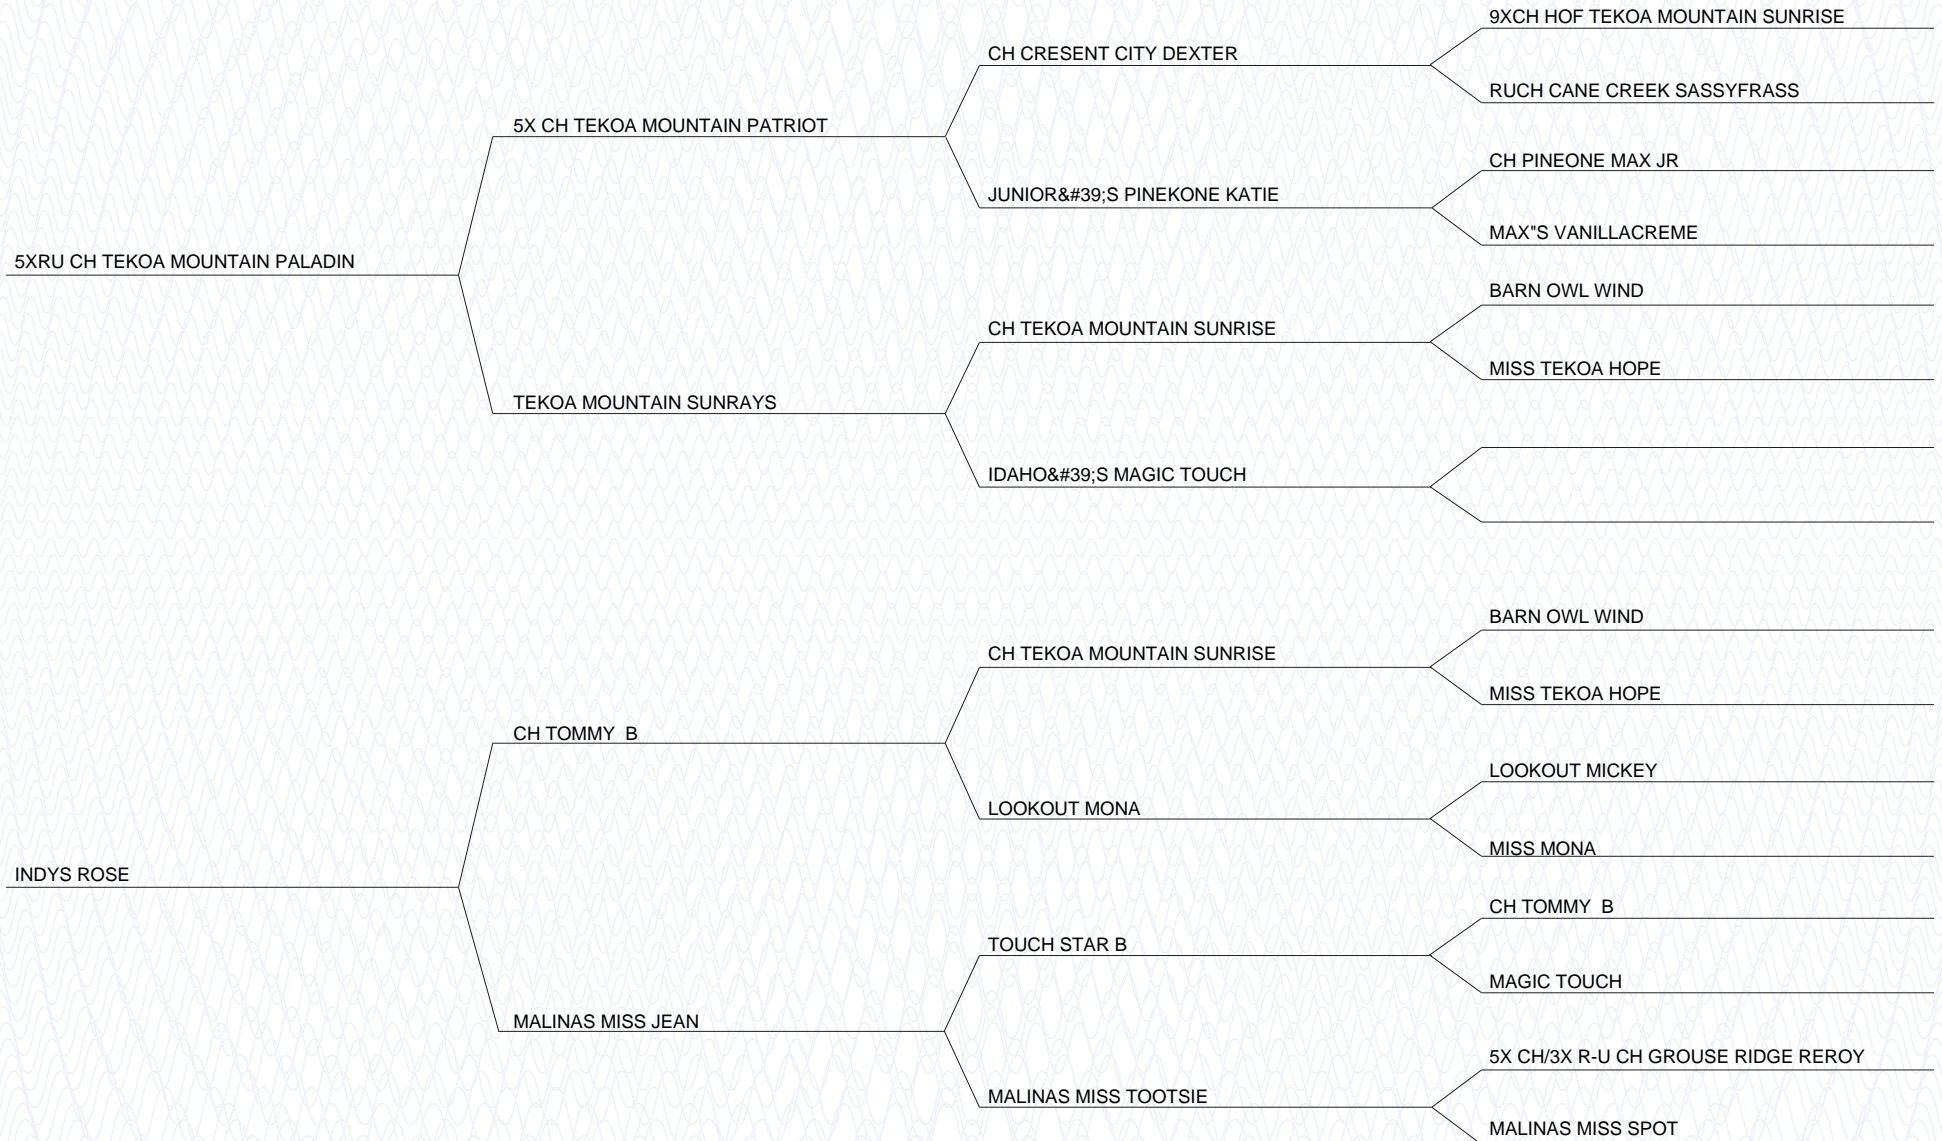 9XCH HOF TEKOA MOUNTAIN SUNRISE
CH CRESENT CITY DEXTER
RUCH CANE CREEK SASSYFRASS
5X CH TEKOA MOUNTAIN PATRIOT
CH PINEONE MAX JR
JUNIOR&#39;S PINEKONE KATIE
MAX"S VANILLACREME
5XRU CH TEKOA MOUNTAIN PALADIN
BARN OWL WIND
CH TEKOA MOUNTAIN SUNRISE
MISS TEKOA HOPE
TEKOA MOUNTAIN SUNRAYS
IDAHO&#39;S MAGIC TOUCH
BARN OWL WIND
CH TEKOA MOUNTAIN SUNRISE
MISS TEKOA HOPE
CH TOMMY  B
LOOKOUT MICKEY
LOOKOUT MONA
MISS MONA
INDYS ROSE
CH TOMMY  B
TOUCH STAR B
MAGIC TOUCH
MALINAS MISS JEAN
5X CH/3X R-U CH GROUSE RIDGE REROY
MALINAS MISS TOOTSIE
MALINAS MISS SPOT